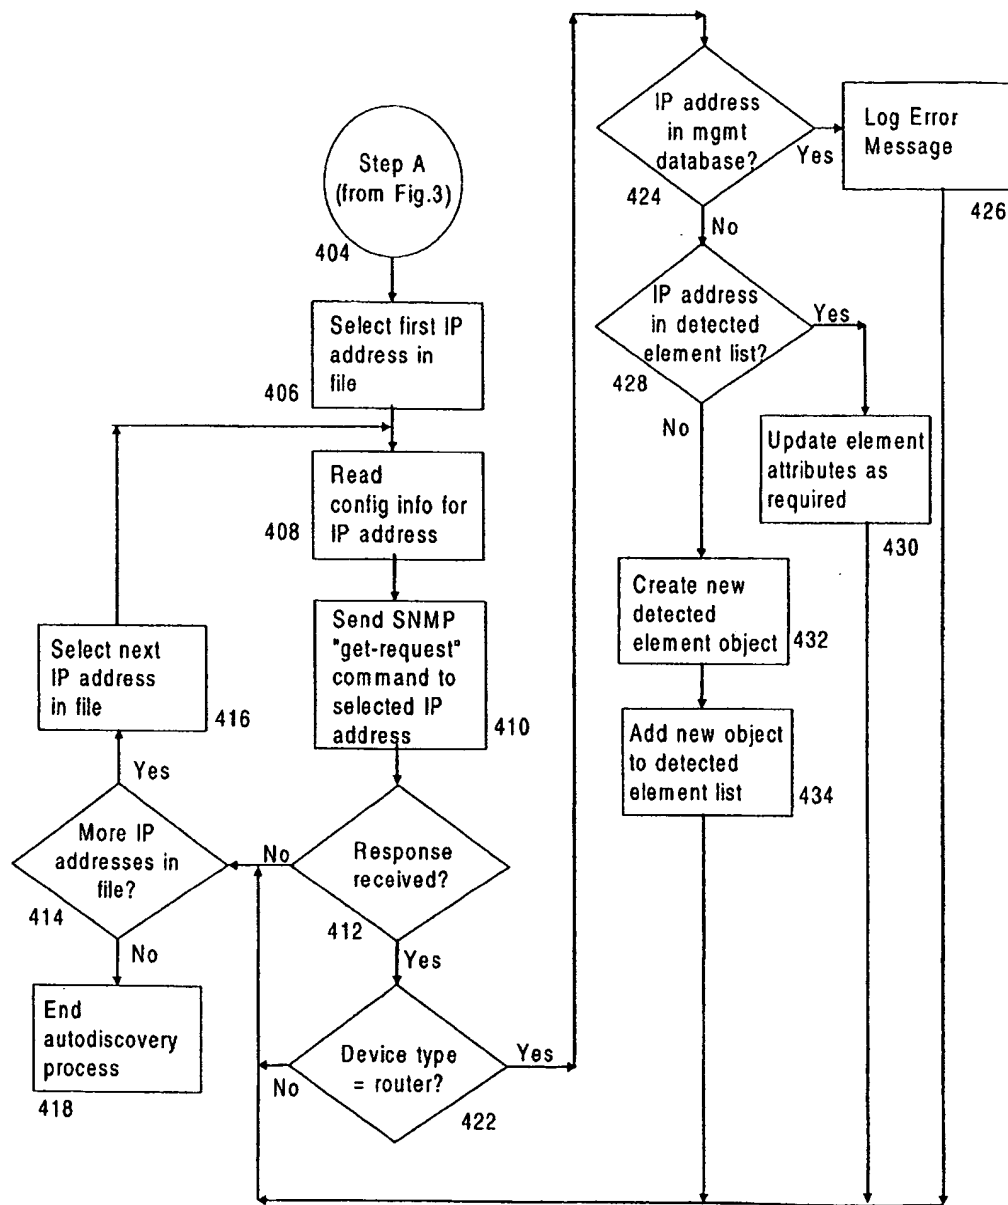 Step A
(from Fig.3)
404
Select first IP
address in
file
406
Read
config info for
IP address
408
Send SNMP
"get-request"
command to
selected IP
address
410
Select next
IP address
in file
416
Yes
More IP
addresses in
file?
414
No
No
Response
received?
412
Yes
End
autodiscovery
process
418
Device type
= router?
No
Yes
422
IP address
in mgmt
database?
Yes
424
No
Log Error
Message
426
IP address
in detected
element list?
Yes
428
No
Update element
attributes as
required
430
Create new
detected
element object
432
Add new object
to detected
element list
434